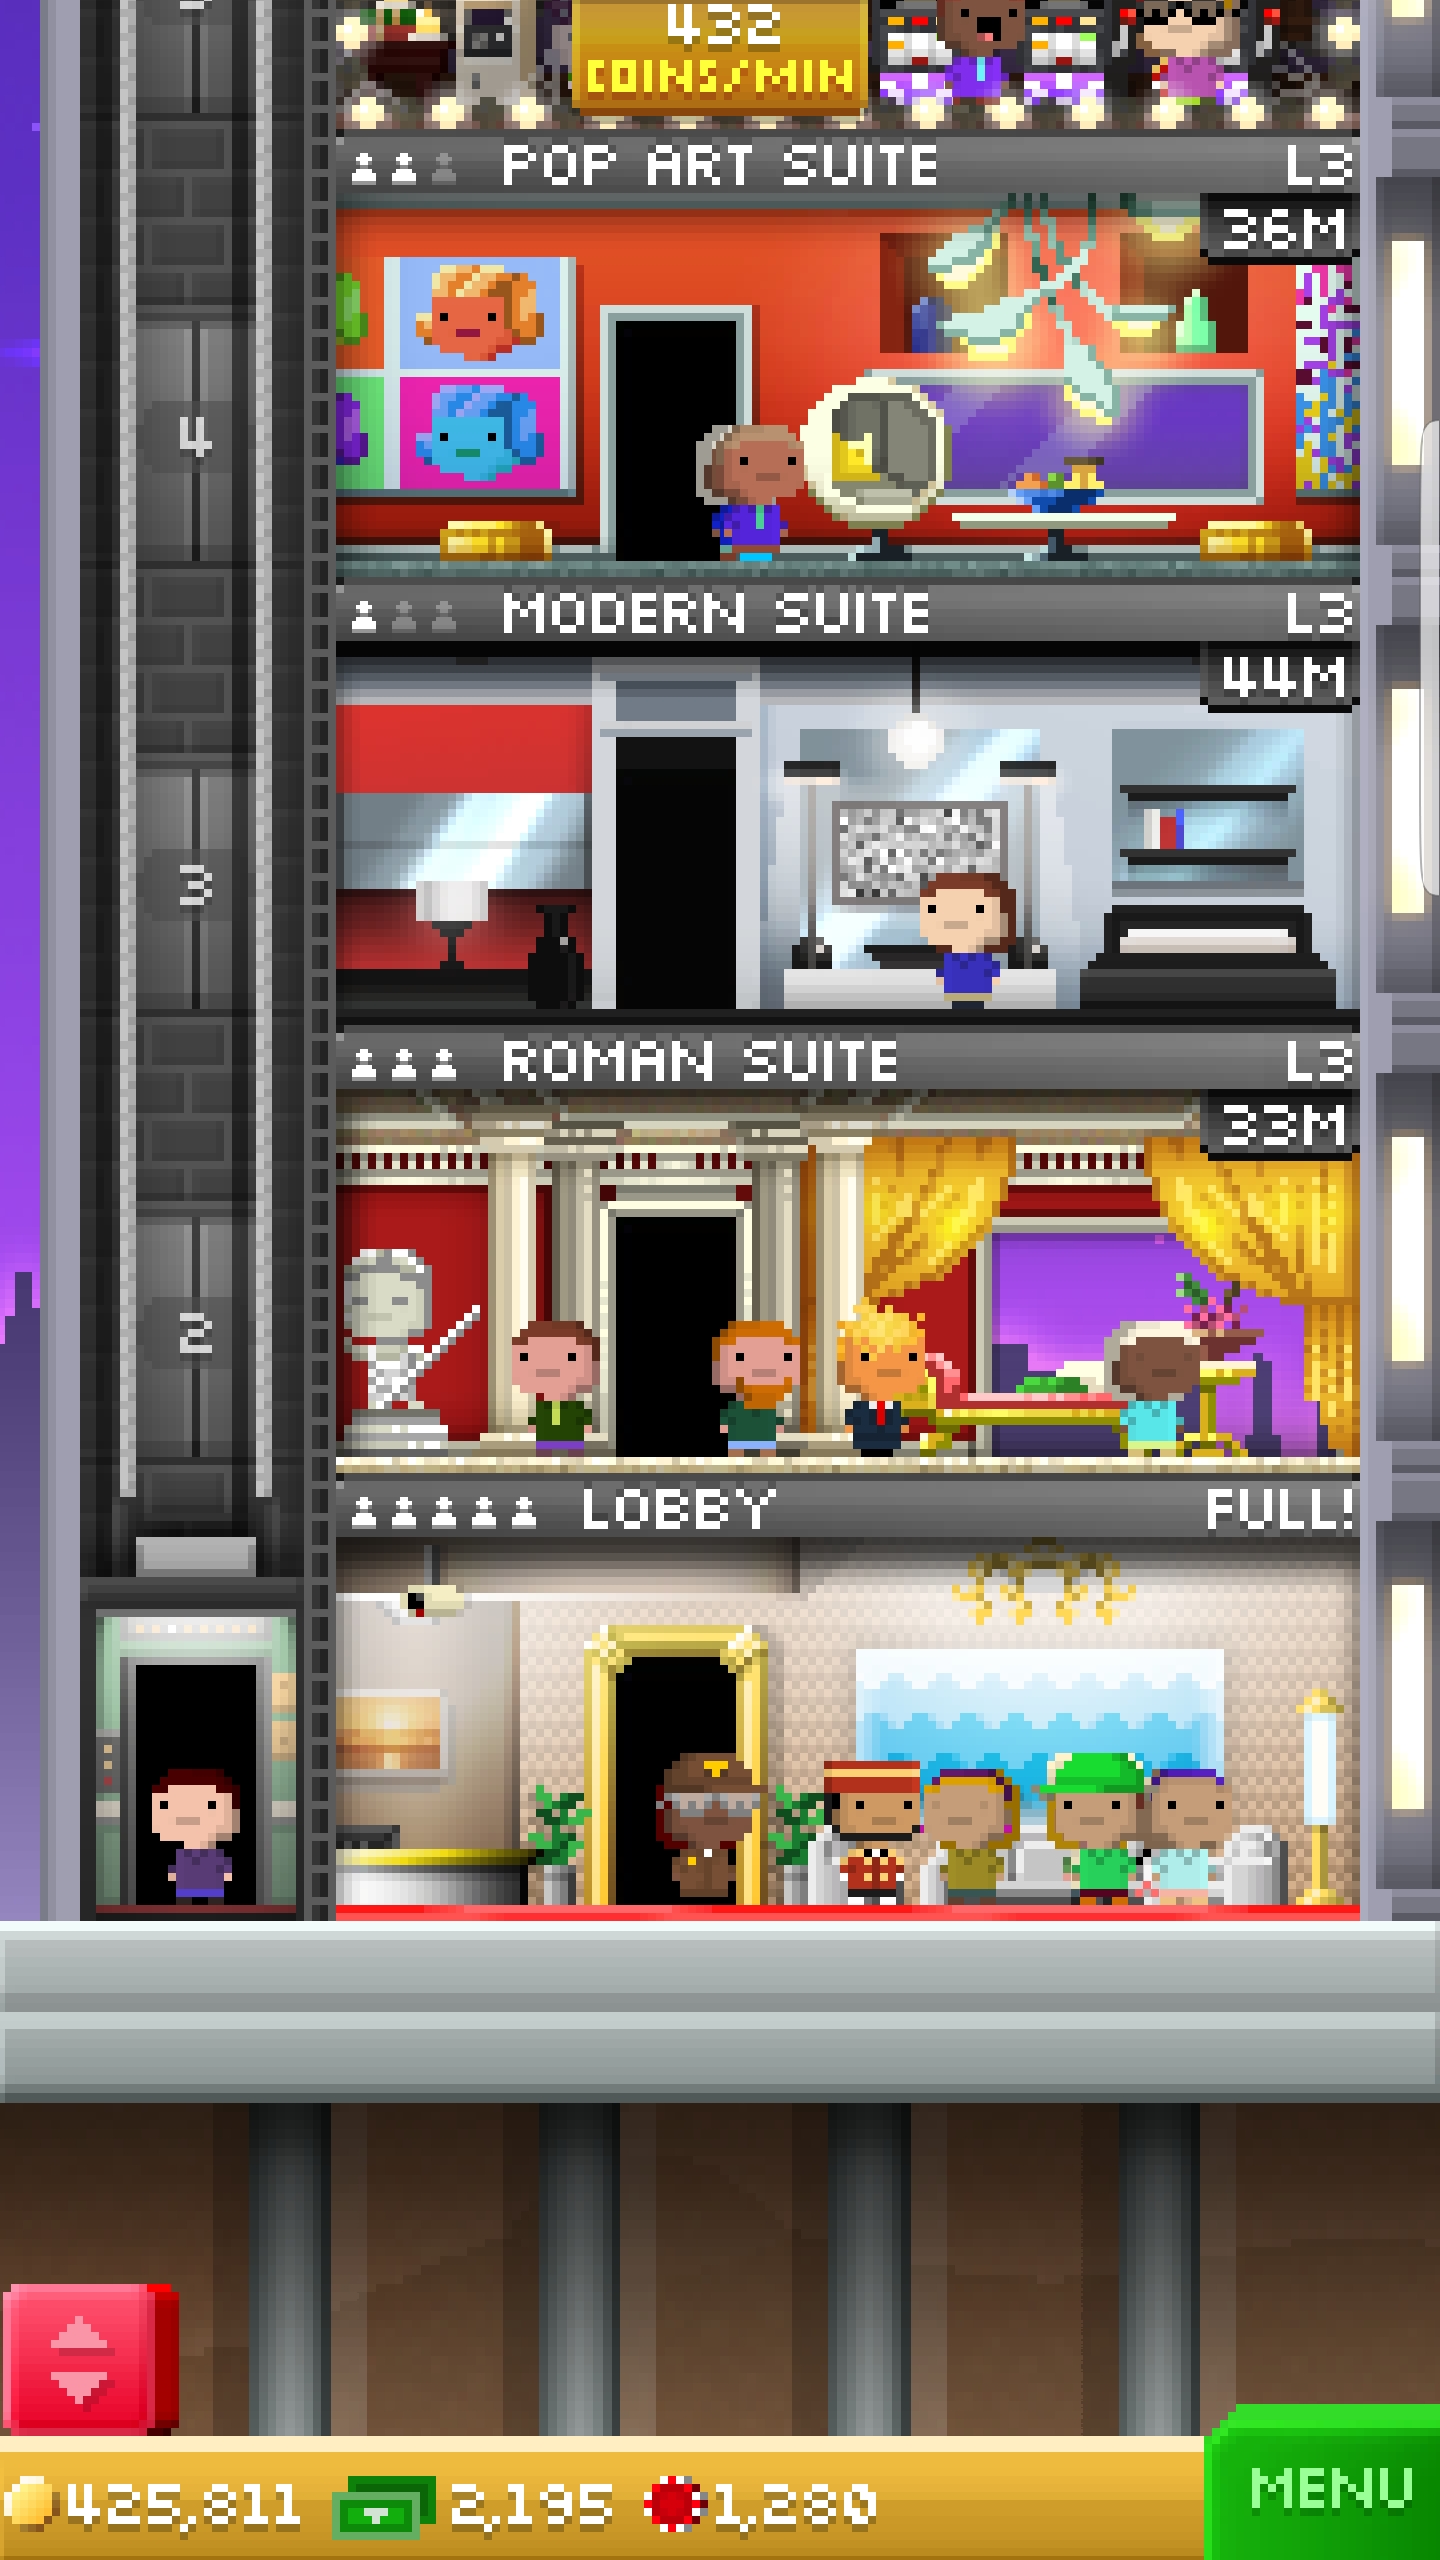 432
COINS/MIN
POP ART SUITE L3
36M
4
MODERN SUITE L3
44M
3
ROMAN SUITE L3
33M
2
LOBBY FULL!
425,811 2,195 1,280
MENU